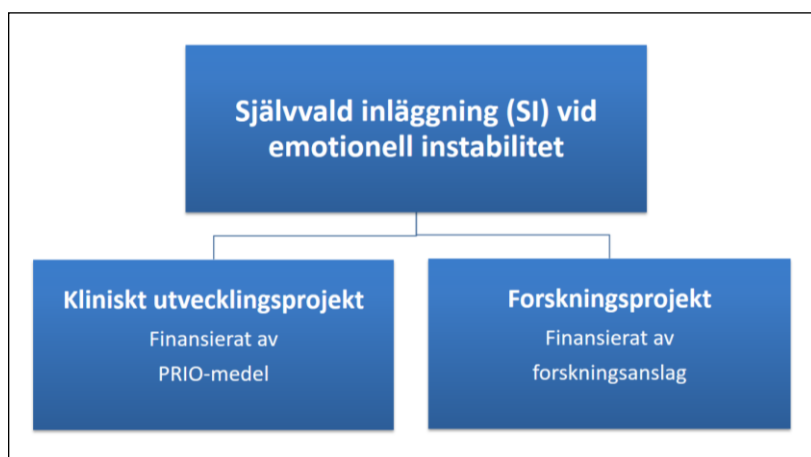 Självvald inläggning (SI) vid
emotionell instabilitet
Kliniskt utvecklingsprojekt
Finansierat av
PRIO-medel
Forskningsprojekt
Finansierat av
forskningsanslag